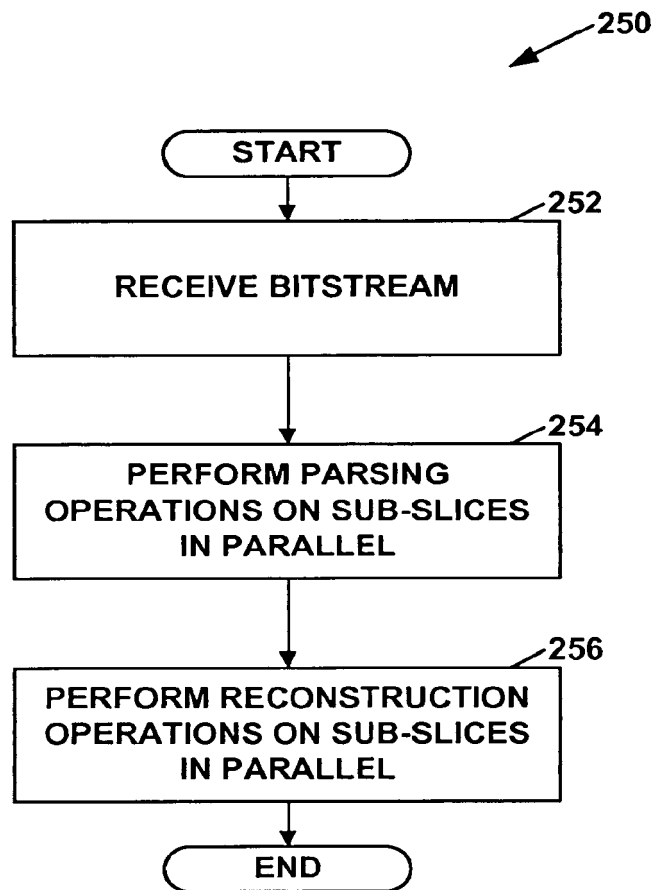 250
START
252
RECEIVE BITSTREAM
254
PERFORM PARSING
OPERATIONS ON SUB-SLICES
IN PARALLEL
256
PERFORM RECONSTRUCTION
OPERATIONS ON SUB-SLICES
IN PARALLEL
END